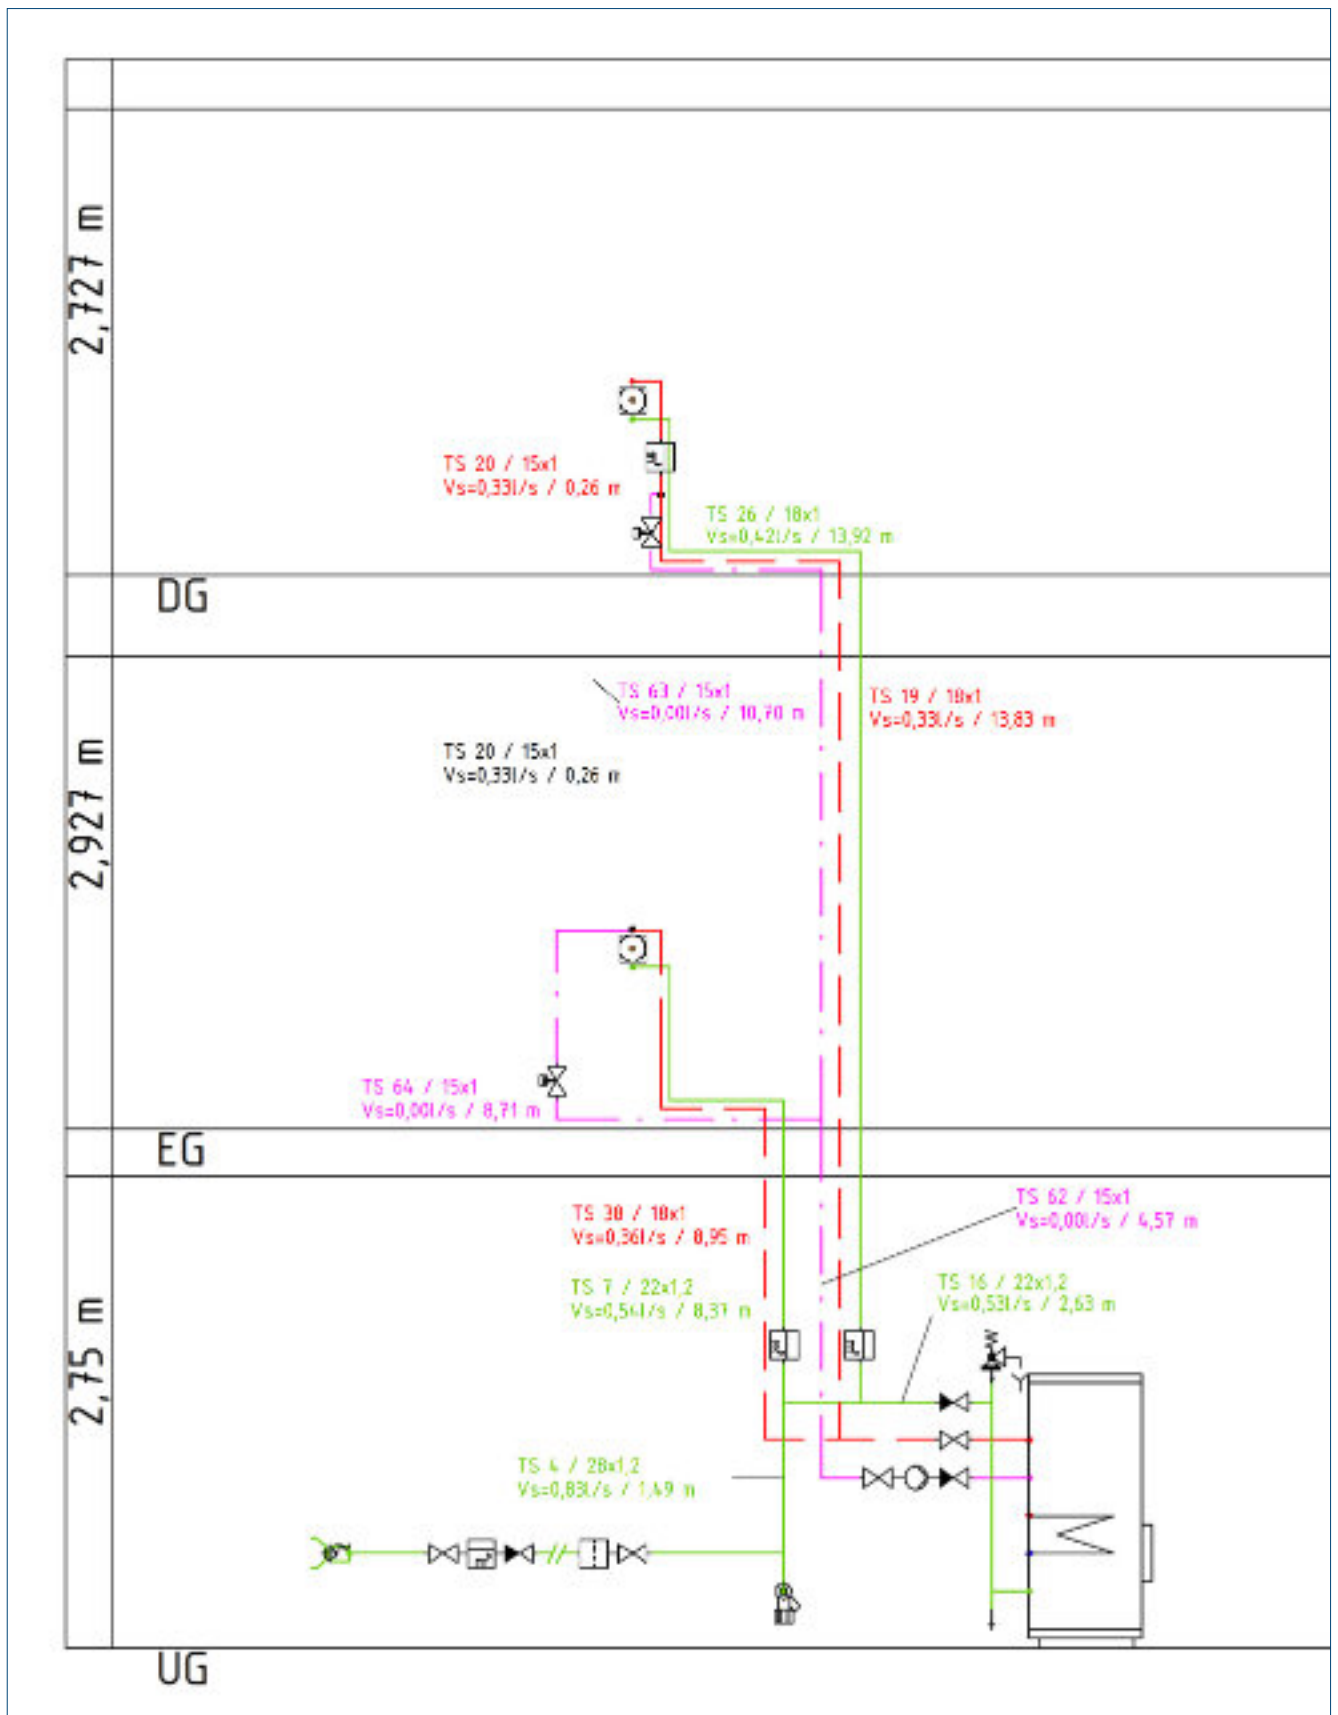 2,727 m
TS 20 / 15x1
Vs=0,33l/s / 0,26 m
TS 26 / 18x1
Vs=0,42l/s / 13,92 m
DG
TS 63 / 15x1
Vs=0,00l/s / 10,70 m
TS 19 / 18x1
Vs=0,33l/s / 13,83 m
2,927 m
TS 20 / 15x1
Vs=0,33l/s / 0,26 m
TS 64 / 15x1
Vs=0,00l/s / 8,71 m
EG
TS 62 / 15x1
Vs=0,00l/s / 4,57 m
TS 38 / 18x1
Vs=0,36l/s / 8,95 m
TS 7 / 22x1,2
Vs=0,54l/s / 8,37 m
TS 16 / 22x1,2
Vs=0,53l/s / 2,63 m
2,75 m
TS 4 / 28x1,2
Vs=0,83l/s / 1,49 m
UG